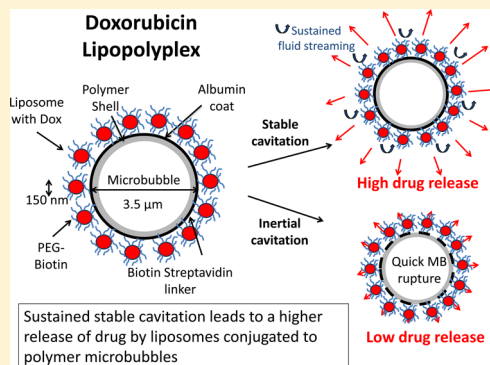 Doxorubicin
Lipopolyplex
Sustained
fluid streaming
Polymer
Shell
Albumin
coat
Liposome
with Dox
Stable
cavitation
Microbubble
3.5 µm
150 nm
High drug release
Inertial
cavitation
PEG-
Biotin
Biotin Streptavidin
linker
Quick MB
rupture
Low drug release
Sustained stable cavitation leads to a higher
release of drug by liposomes conjugated to
polymer microbubbles